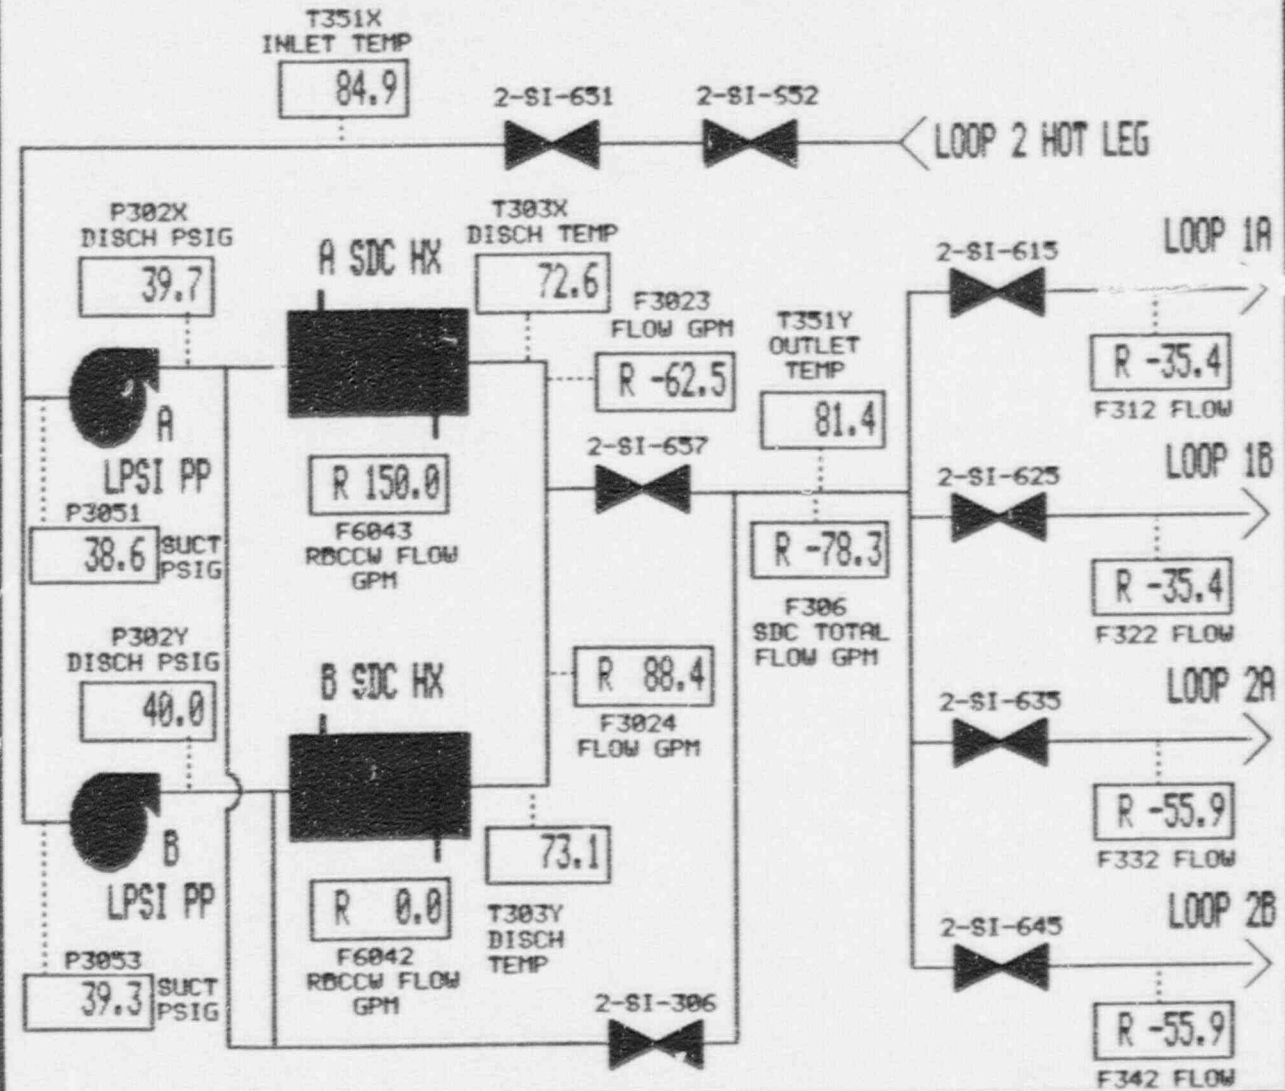 T351X
INLET TEMP
84.9
2-SI-651
2-SI-652
LOOP 2 HOT LEG
P302X
DISCH PSIG
39.7
A SDC HX
T303X
DISCH TEMP
72.6
F3023
FLOW GPM
R -62.5
T351Y
OUTLET
TEMP
81.4
2-SI-615
LOOP 1A
R -35.4
F312 FLOW
A
LPSI PP
P3051
38.6
SUCT
PSIG
R 150.0
F6043
RBCCW FLOW
GPM
2-SI-657
R -78.3
F306
SDC TOTAL
FLOW GPM
2-SI-625
LOOP 1B
R -35.4
F322 FLOW
P302Y
DISCH PSIG
40.0
B SDC HX
R 88.4
F3024
FLOW GPM
2-SI-635
LOOP 2A
R -55.9
F332 FLOW
B
LPSI PP
P3053
39.3
SUCT
PSIG
R 0.0
F6042
RBCCW FLOW
GPM
73.1
T303Y
DISCH
TEMP
2-SI-306
2-SI-645
LOOP 2B
R -55.9
F342 FLOW